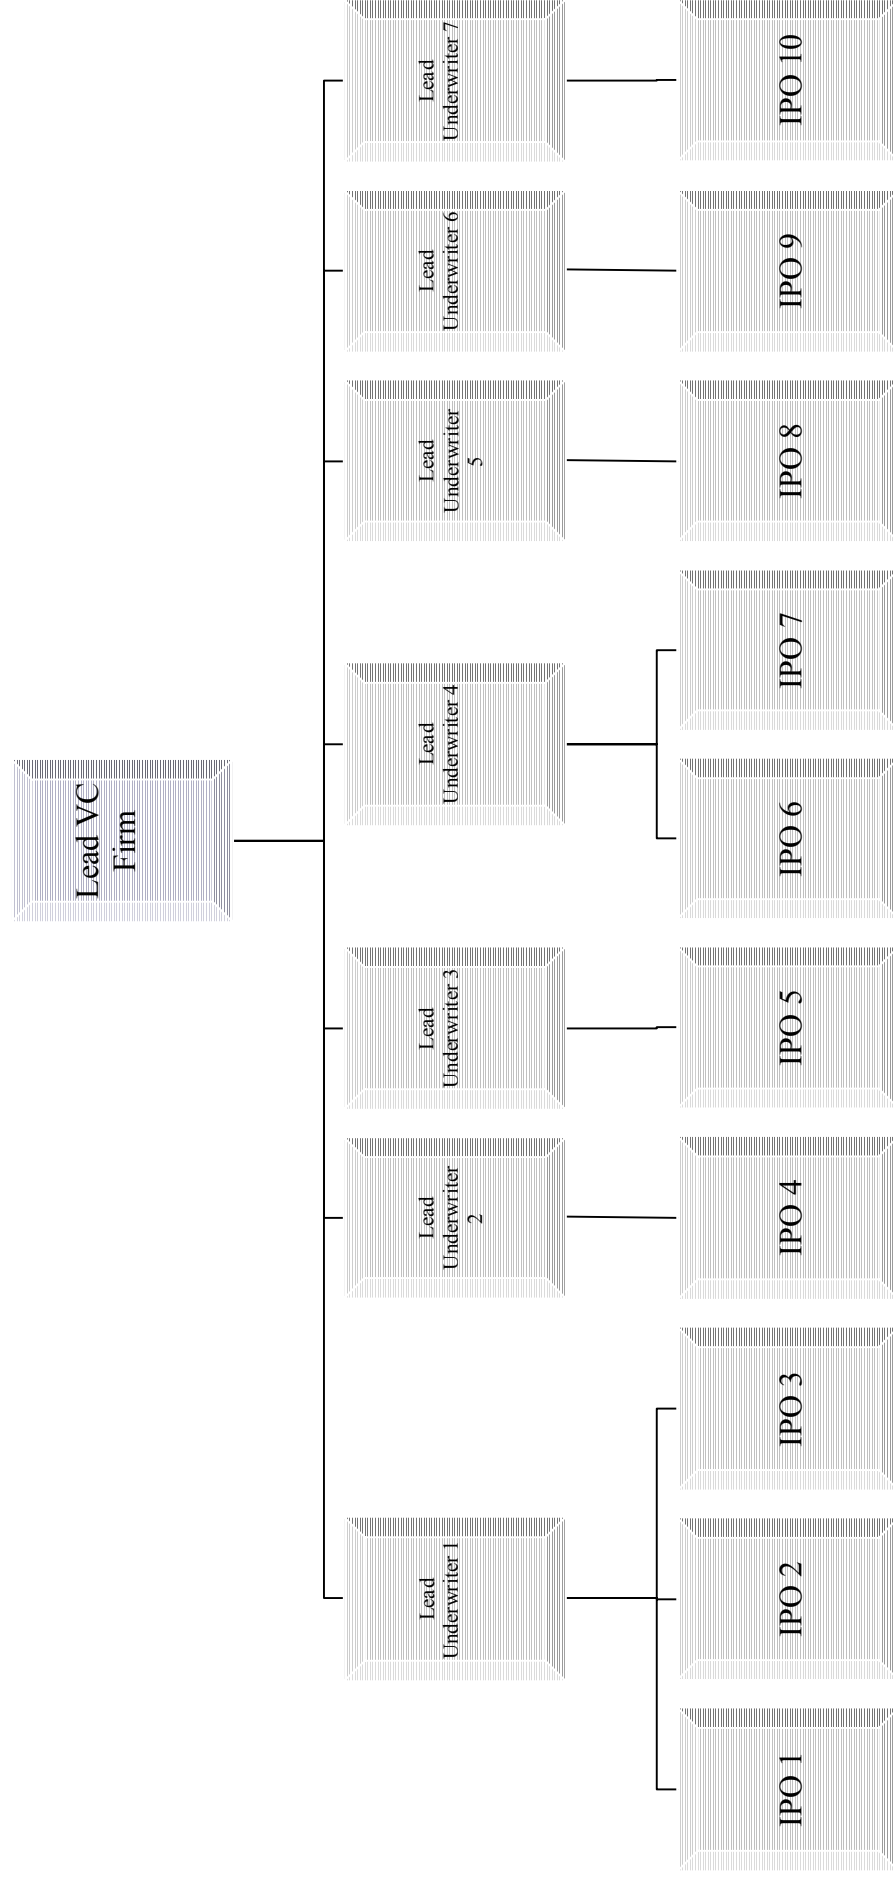 Lead VC
Firm
Lead
Underwriter 1
Lead
Underwriter
2
Lead
Underwriter 3
Lead
Underwriter 4
Lead
Underwriter
5
Lead
Underwriter 6
Lead
Underwriter 7
IPO 1
IPO 2
IPO 3
IPO 4
IPO 5
IPO 6
IPO 7
IPO 8
IPO 9
IPO 10